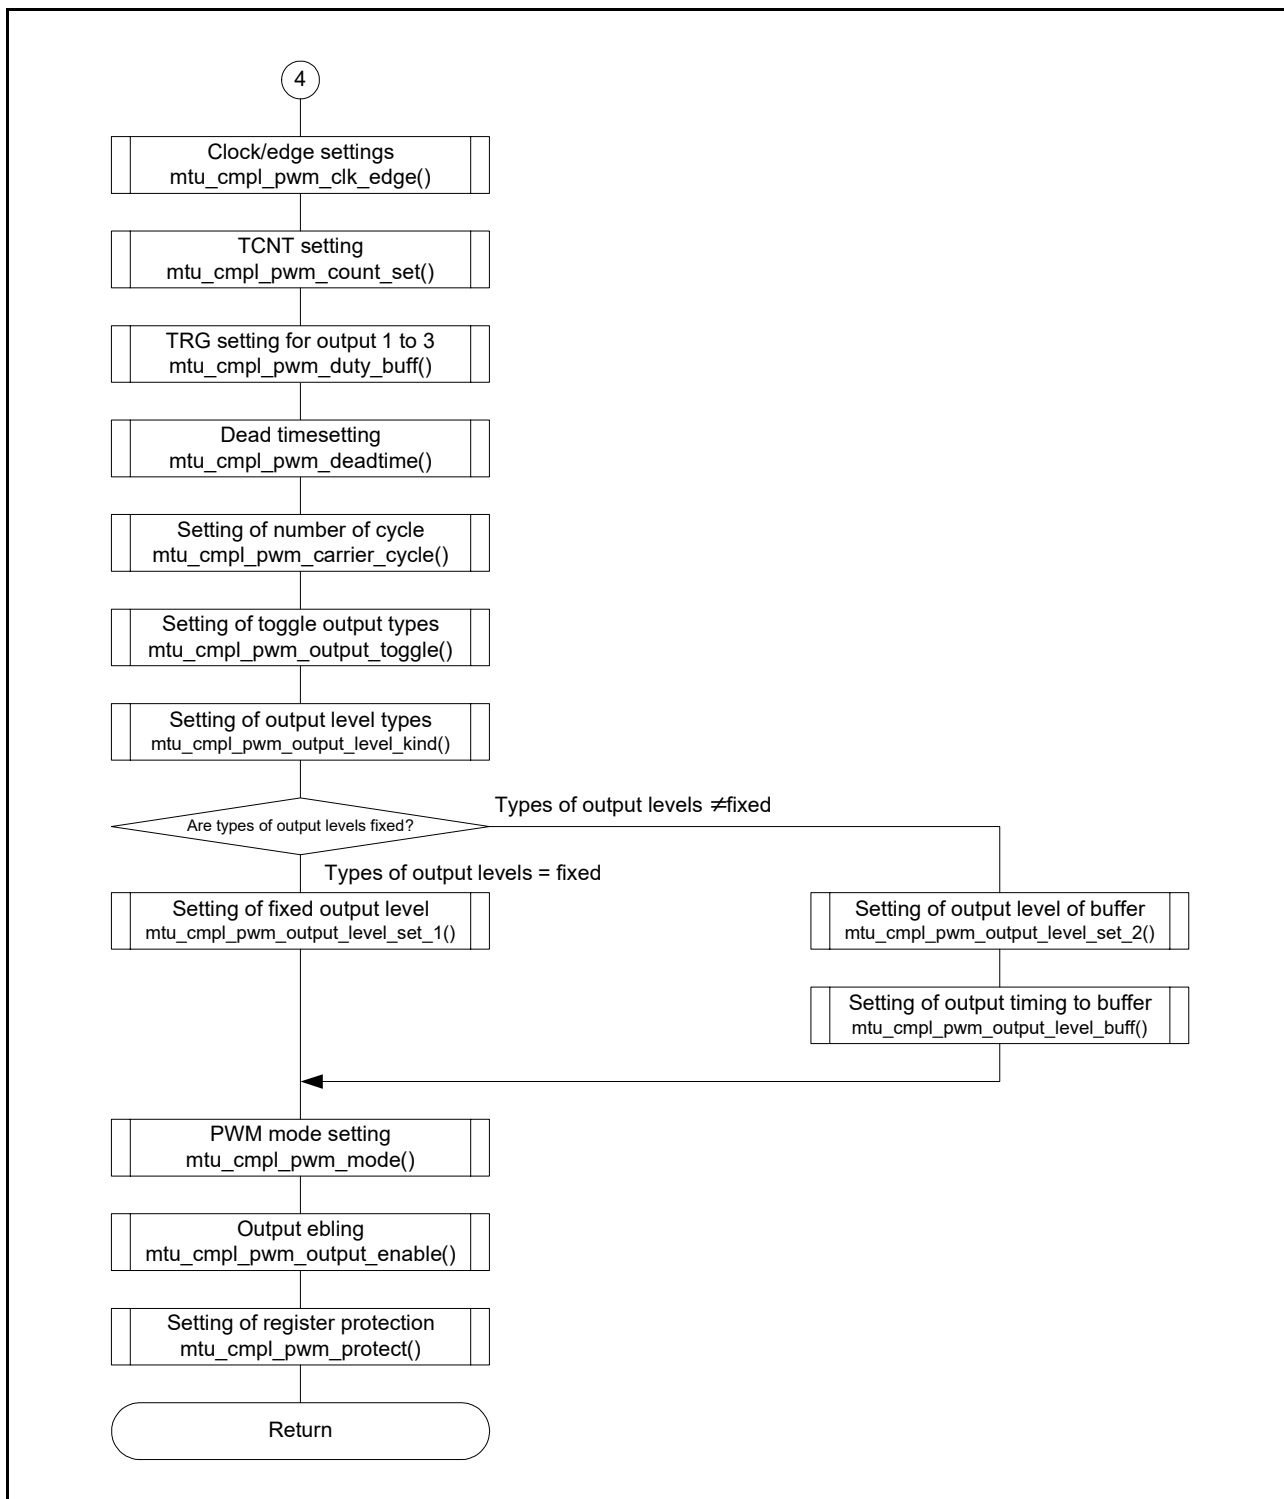 4
Clock/edge settings
mtu_cmpl_pwm_clk_edge()
TCNT setting
mtu_cmpl_pwm_count_set()
TRG setting for output 1 to 3
mtu_cmpl_pwm_duty_buff()
Dead timesetting
mtu_cmpl_pwm_deadtime()
Setting of number of cycle
mtu_cmpl_pwm_carrier_cycle()
Setting of toggle output types
mtu_cmpl_pwm_output_toggle()
Setting of output level types
mtu_cmpl_pwm_output_level_kind()
Types of output levels ≠fixed
Are types of output levels fixed?
Types of output levels = fixed
Setting of fixed output level
mtu_cmpl_pwm_output_level_set_1()
Setting of output level of buffer
mtu_cmpl_pwm_output_level_set_2()
Setting of output timing to buffer
mtu_cmpl_pwm_output_level_buff()
PWM mode setting
mtu_cmpl_pwm_mode()
Output ebling
mtu_cmpl_pwm_output_enable()
Setting of register protection
mtu_cmpl_pwm_protect()
Return